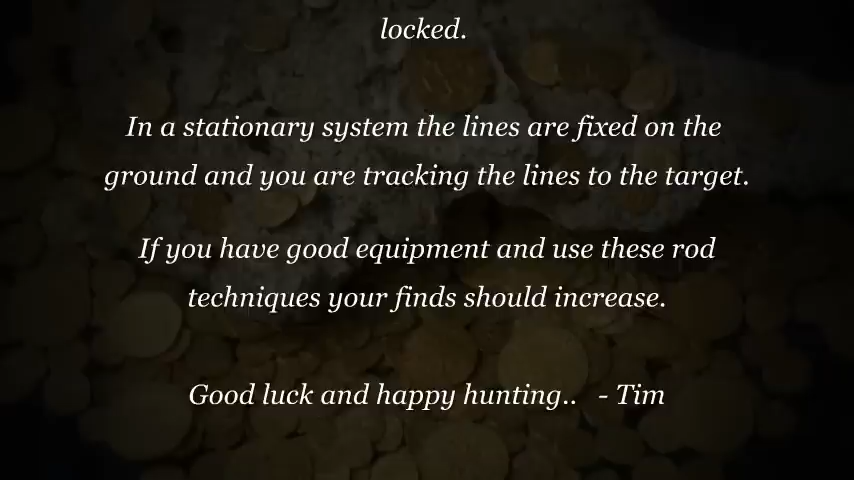 locked.
In a stationary system the lines are fixed on the
ground and you are tracking the lines to the target.
If you have good equipment and use these rod
techniques your finds should increase.
Good luck and happy hunting.. - Tim